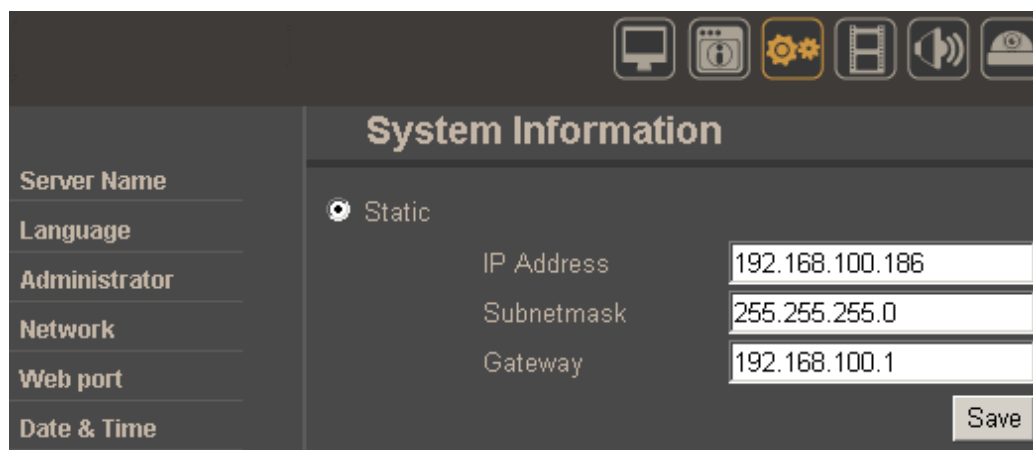 System Information
Server Name
Language
Administrator
Network
Web port
Date & Time
Static
IP Address 192.168.100.186
Subnetmask 255.255.255.0
Gateway 192.168.100.1
Save